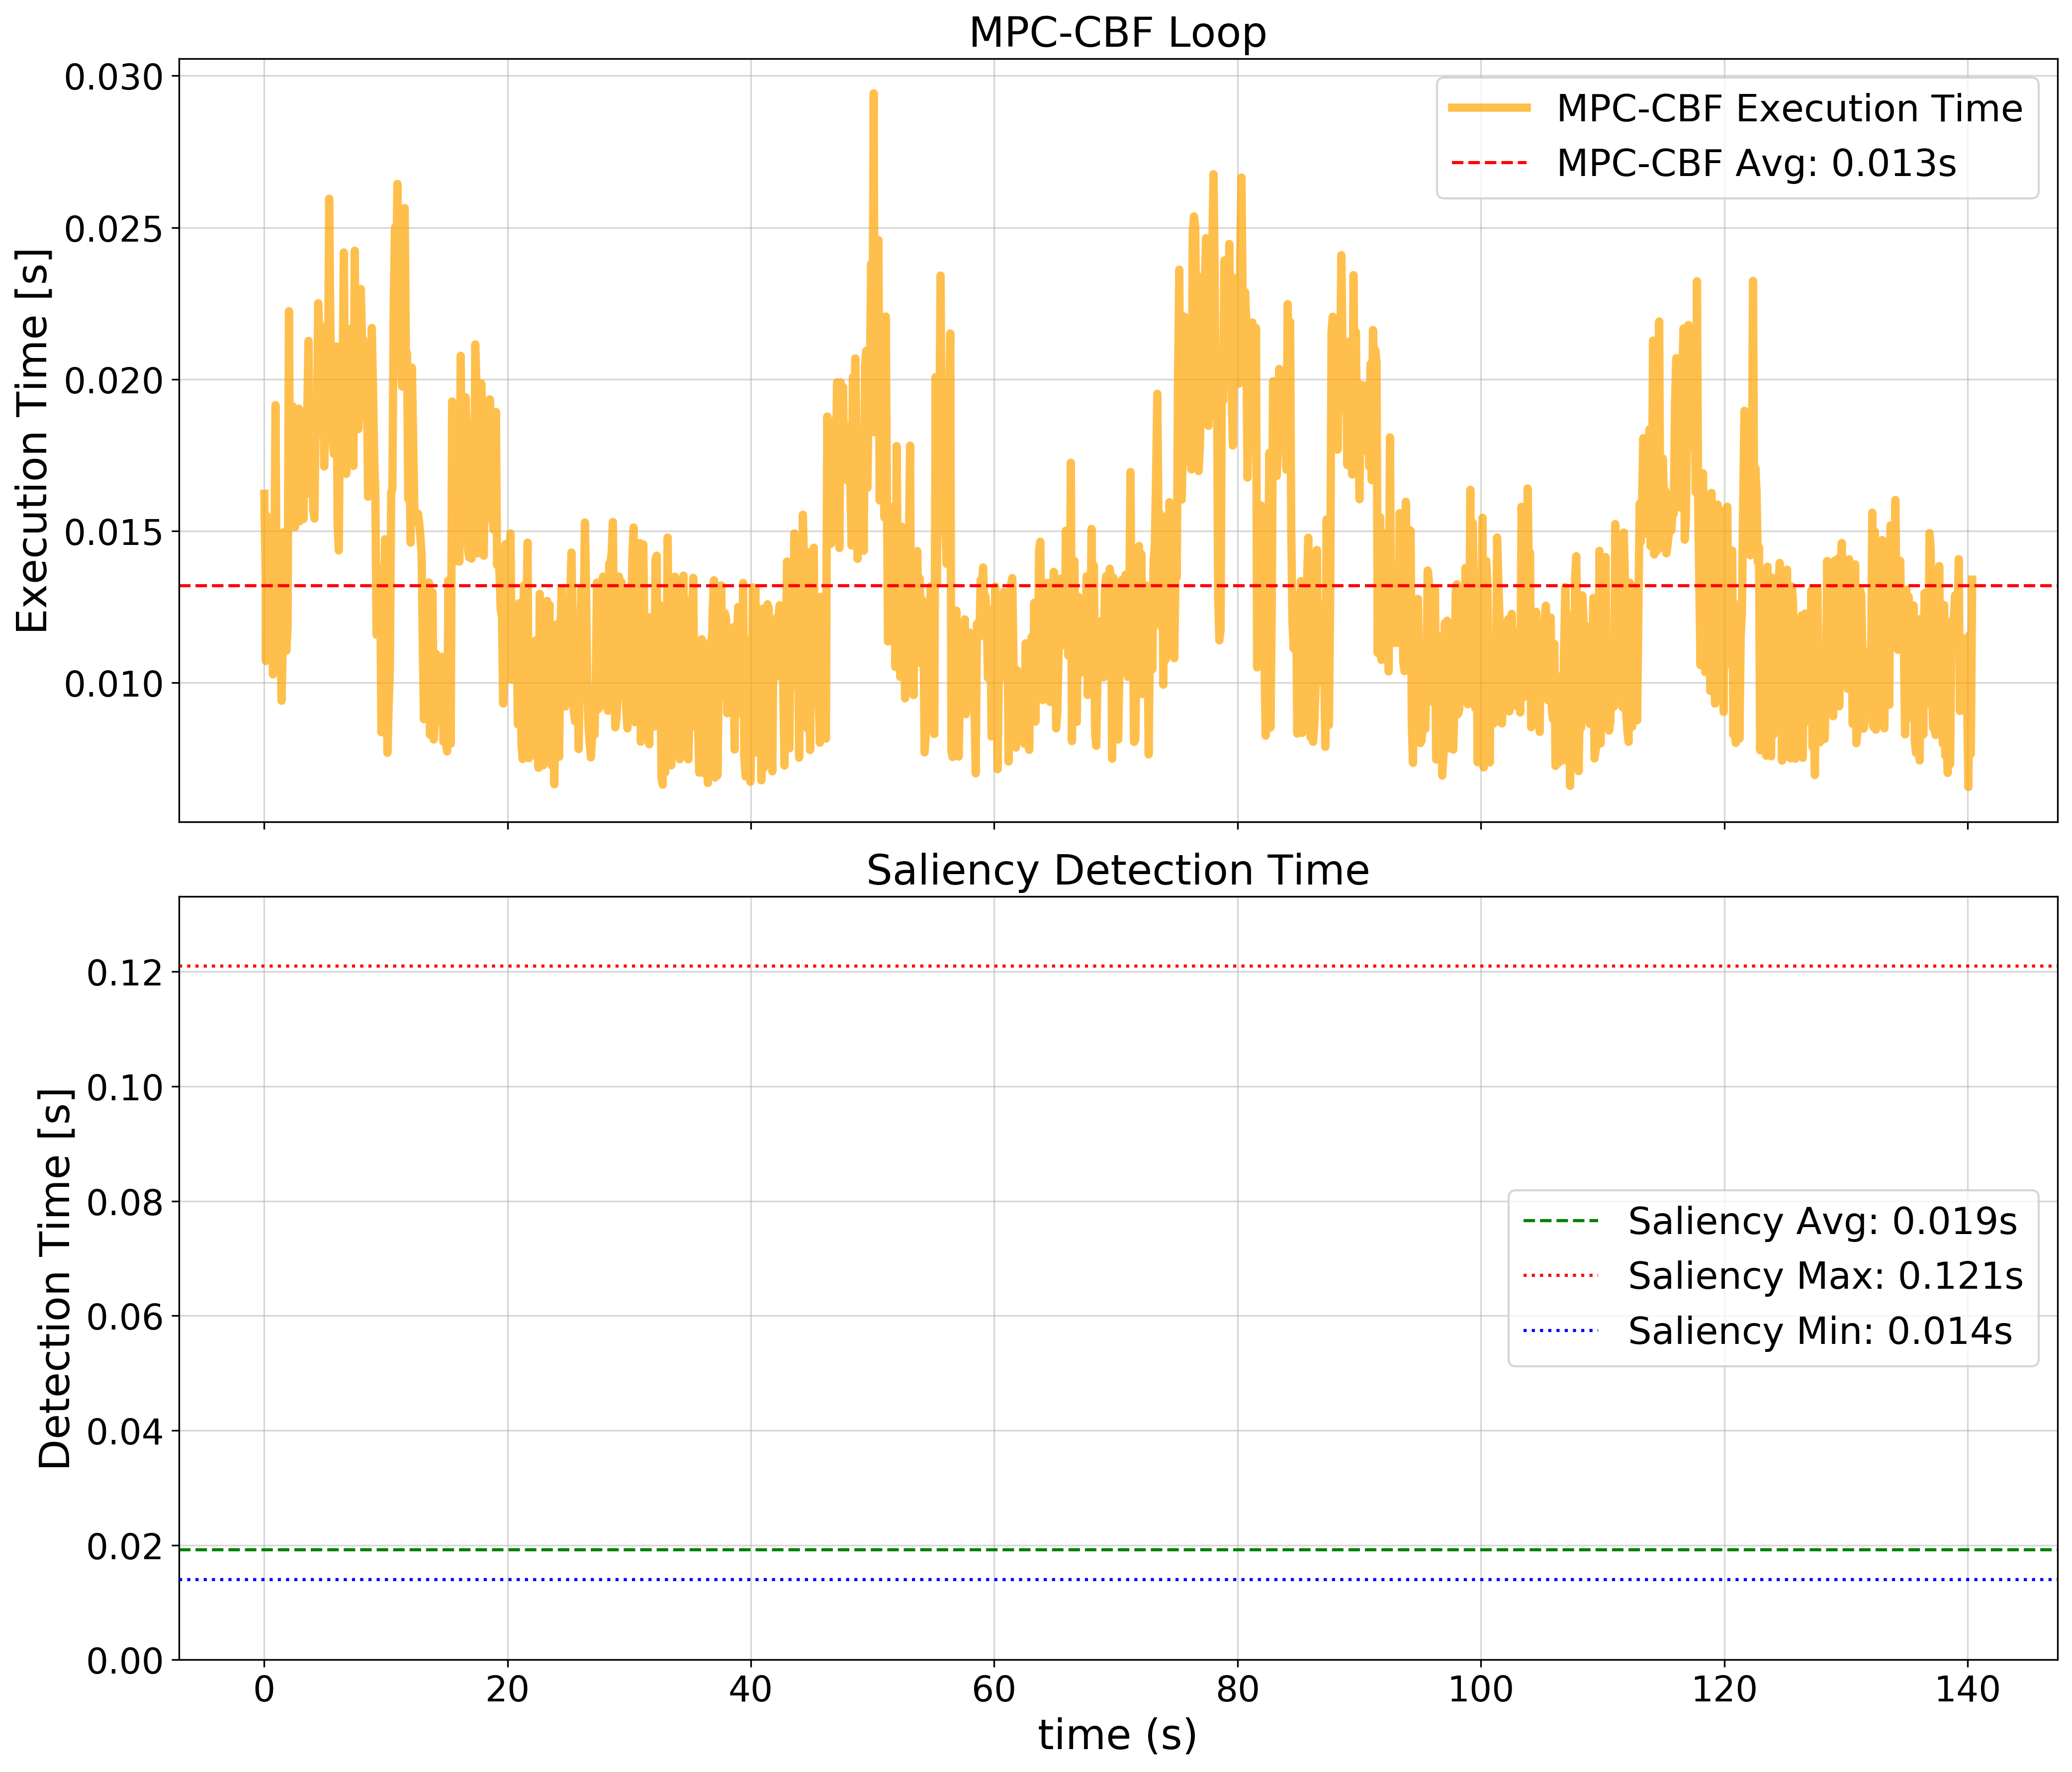 MPC-CBF Loop
0.030
0.025
0.020
0.015
0.010
Execution Time [s]
MPC-CBF Execution Time
MPC-CBF Avg: 0.013s
Saliency Detection Time
0.12
0.10
0.08
0.06
0.04
0.02
0.00
Detection Time [s]
Saliency Avg: 0.019s
Saliency Max: 0.121s
Saliency Min: 0.014s
0 20 40 60 80 100 120 140
time (s)